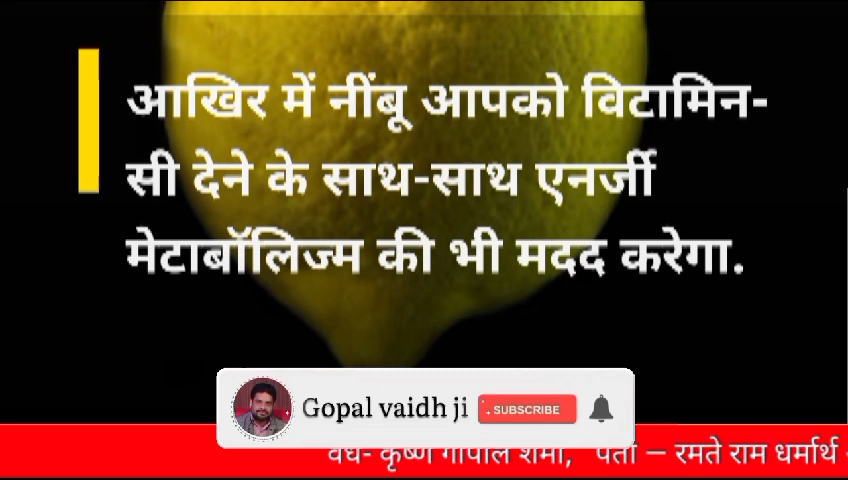 आखिर में नींबू आपको विटामिन-
सी देने के साथ-साथ एनर्जी
मेटाबॉलिज्म की भी मदद करेगा.
Gopal vaidh ji SUBSCRIBE
कृष्ण गोपाल शर्मा, पता – रमते राम धर्मार्थ